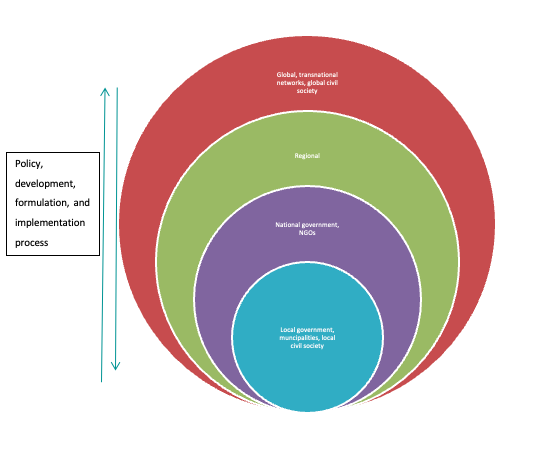 Global, transnational
networks, global civil
society
Regional
Policy,
development,
formulation, and
implementation
process
National government,
NGOs
Local government,
muncipalities, local
civil society